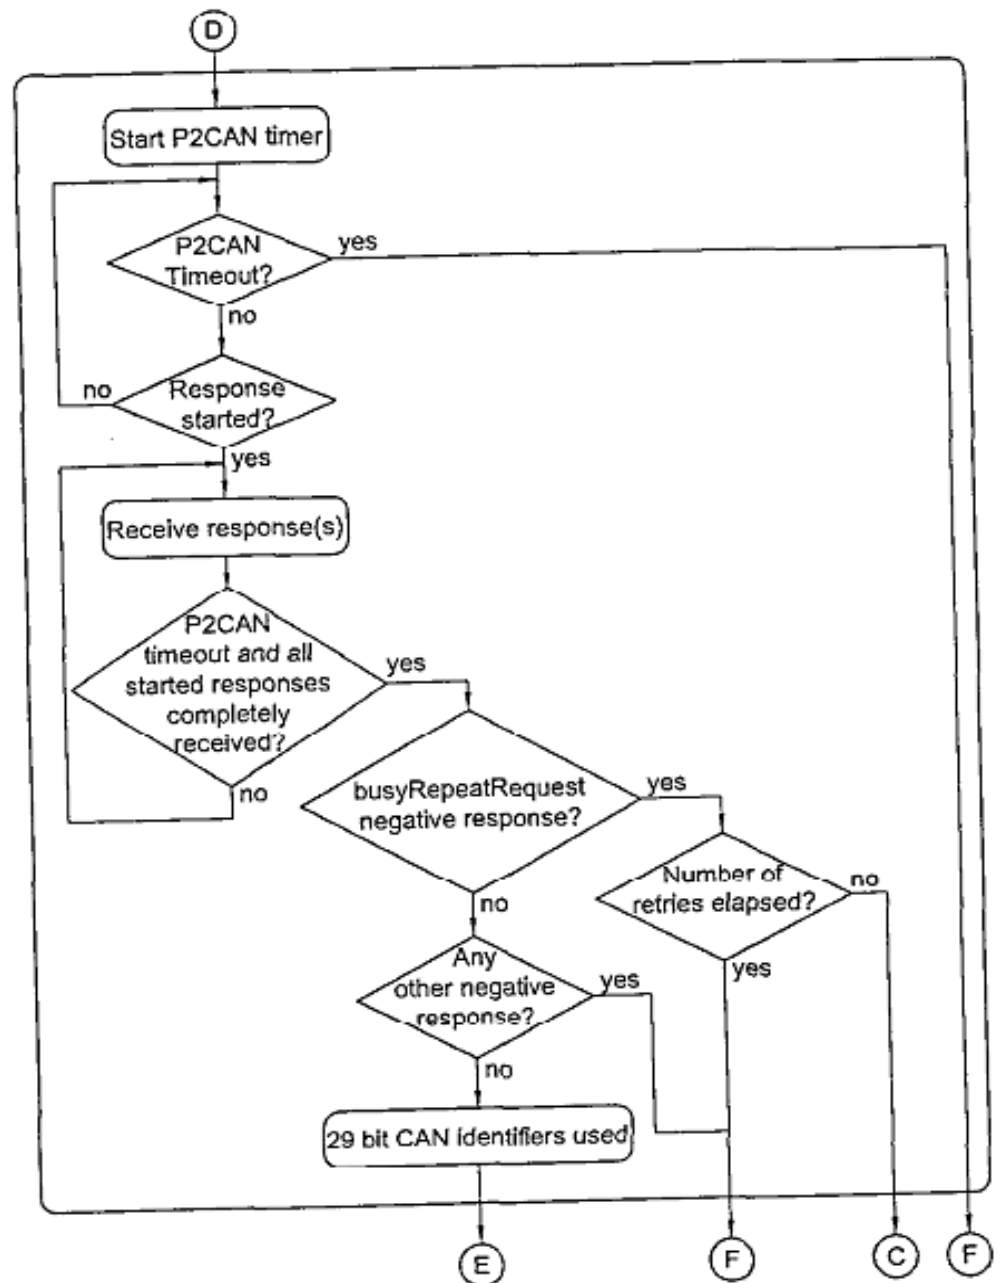 D
Start P2CAN timer
P2CAN
Timeout?
yes
no
Response
started?
no
yes
Receive response(s)
P2CAN
timeout and all
started responses
completely
received?
yes
no
busyRepeatRequest
negative response?
yes
no
Number of
retries elapsed?
no
yes
Any
other negative
response?
yes
no
29 bit CAN identifiers used
E
F
C
F